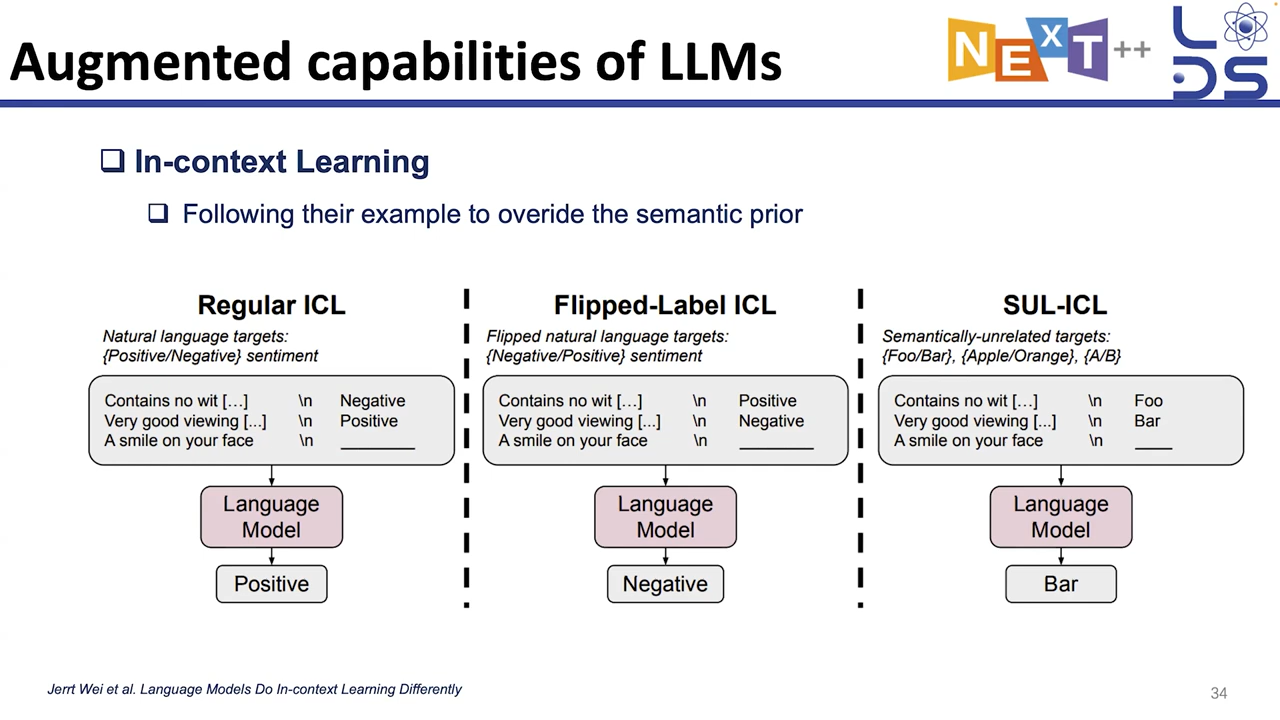 Augmented capabilities of LLMs
NExT++
LDS
In-context Learning
Following their example to overide the semantic prior
Regular ICL
Natural language targets:
{Positive/Negative} sentiment
Contains no wit […] \n Negative
Very good viewing [...] \n Positive
A smile on your face \n ________
Language
Model
Positive
Flipped-Label ICL
Flipped natural language targets:
{Negative/Positive} sentiment
Contains no wit […] \n Positive
Very good viewing [...] \n Negative
A smile on your face \n ________
Language
Model
Negative
SUL-ICL
Semantically-unrelated targets:
{Foo/Bar}, {Apple/Orange}, {A/B}
Contains no wit […] \n Foo
Very good viewing [...] \n Bar
A smile on your face \n ____
Language
Model
Bar
Jerrt Wei et al. Language Models Do In-context Learning Differently
34